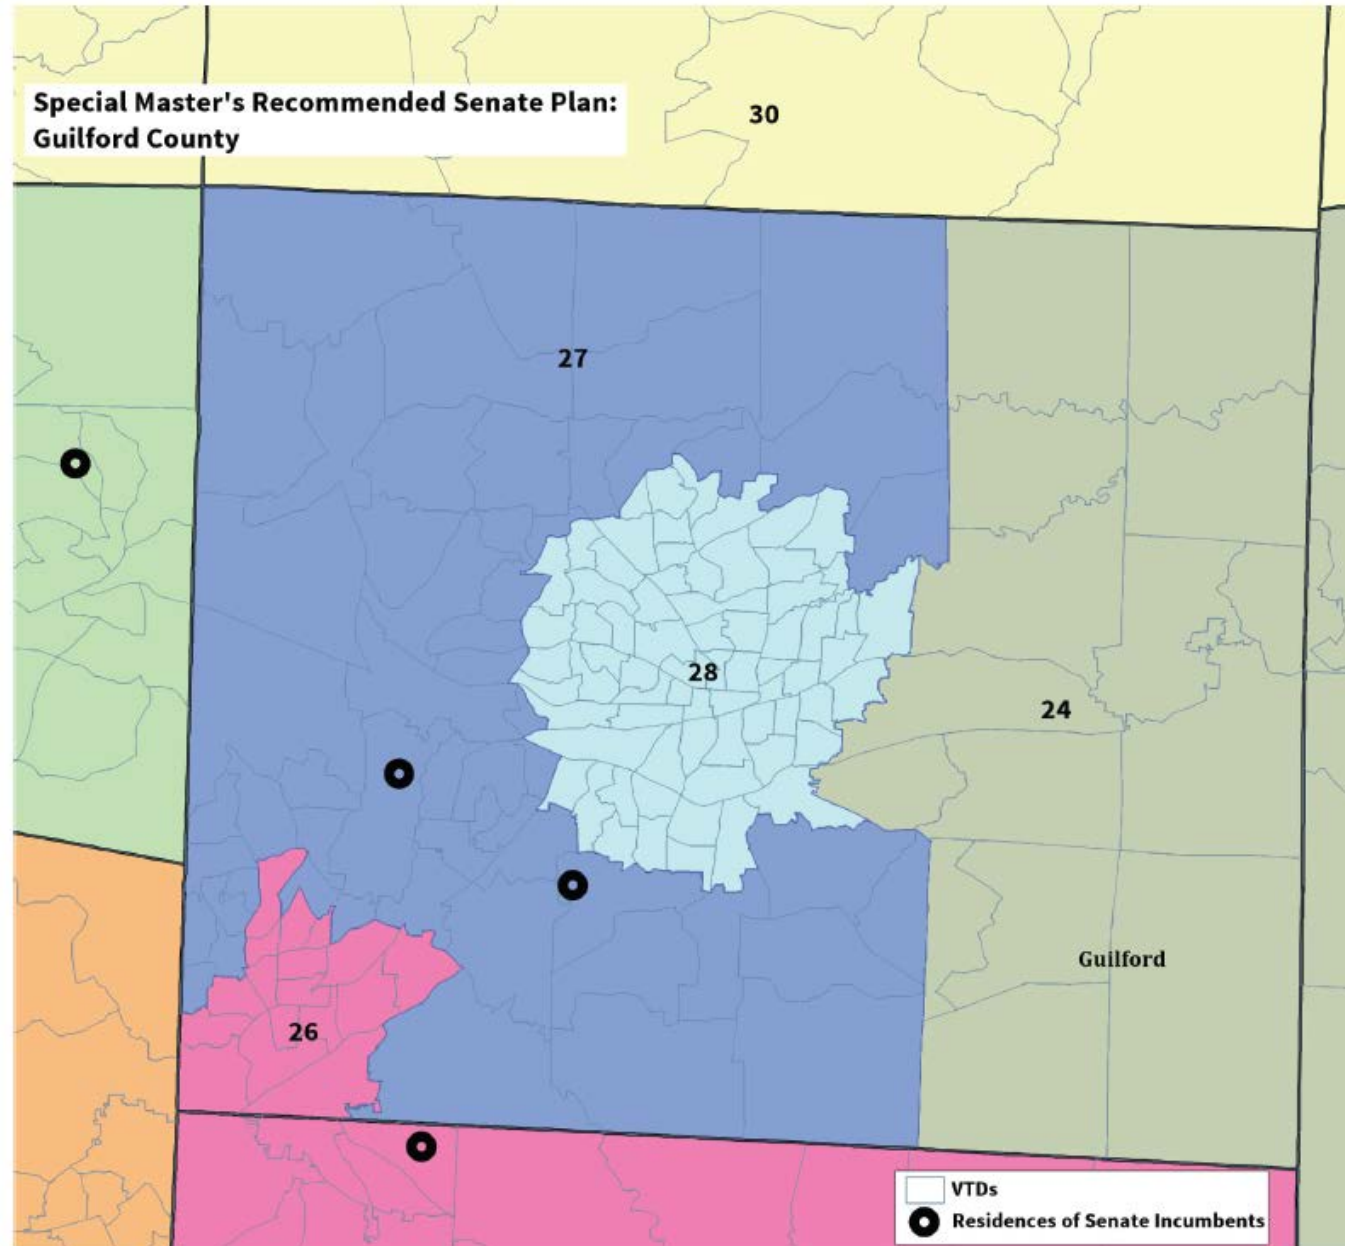 Special Master's Recommended Senate Plan:
Guilford County
30
27
28
24
Guilford
26
VTDs
Residences of Senate Incumbents